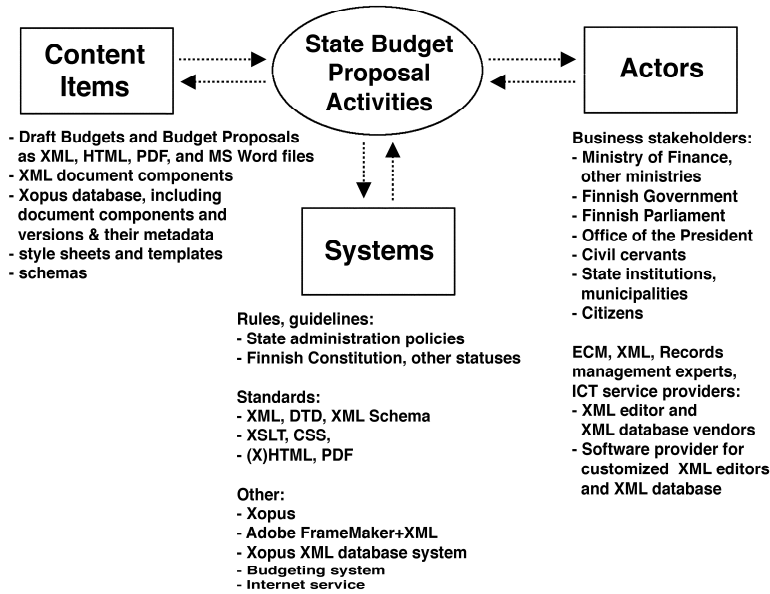 Content
Items
State Budget
Proposal
Activities
Actors
- Draft Budgets and Budget Proposals
as XML, HTML, PDF, and MS Word files
- XML document components
- Xopus database, including
document components and
versions & their metadata
- style sheets and templates
- schemas
Systems
Rules, guidelines:
- State administration policies
- Finnish Constitution, other statuses
Standards:
- XML, DTD, XML Schema
- XSLT, CSS,
- (X)HTML, PDF
Other:
- Xopus
- Adobe FrameMaker+XML
- Xopus XML database system
- Budgeting system
- Internet service
Business stakeholders:
- Ministry of Finance,
other ministries
- Finnish Government
- Finnish Parliament
- Office of the President
- Civil cervants
- State institutions,
municipalities
- Citizens
ECM, XML, Records
management experts,
ICT service providers:
- XML editor and
XML database vendors
- Software provider for
customized XML editors
and XML database